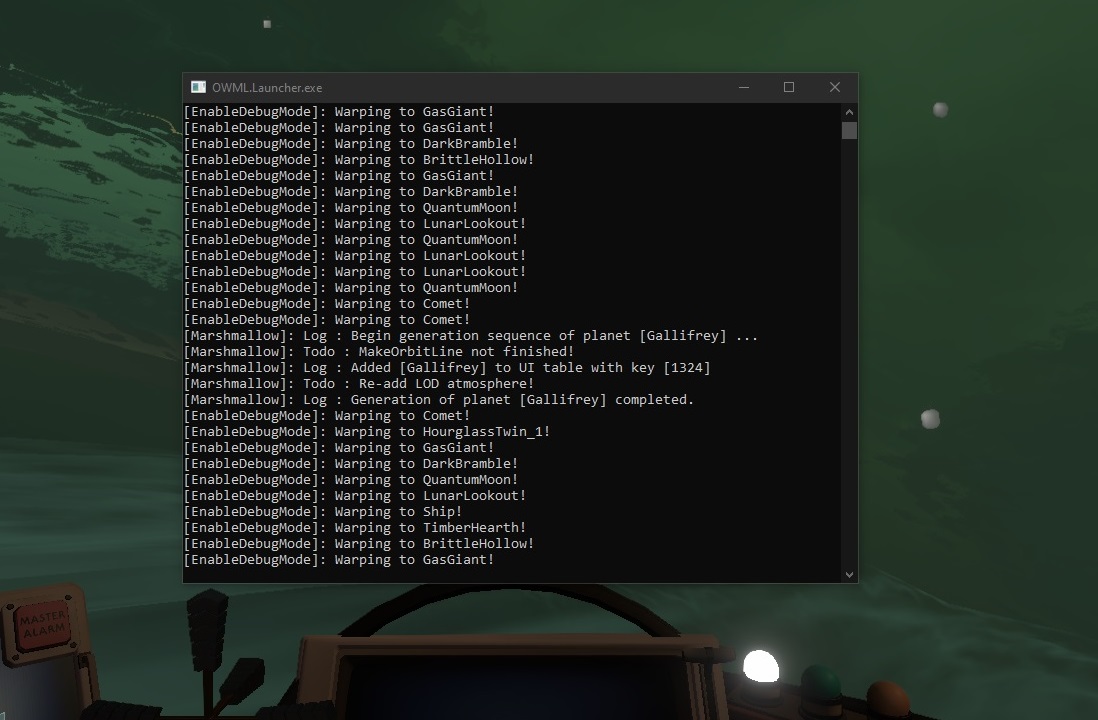 OWML.Launcher.exe
[EnableDebugMode]: Warping to GasGiant!
[EnableDebugMode]: Warping to GasGiant!
[EnableDebugMode]: Warping to DarkBramble!
[EnableDebugMode]: Warping to BrittleHollow!
[EnableDebugMode]: Warping to GasGiant!
[EnableDebugMode]: Warping to DarkBramble!
[EnableDebugMode]: Warping to QuantumMoon!
[EnableDebugMode]: Warping to LunarLookout!
[EnableDebugMode]: Warping to QuantumMoon!
[EnableDebugMode]: Warping to LunarLookout!
[EnableDebugMode]: Warping to LunarLookout!
[EnableDebugMode]: Warping to QuantumMoon!
[EnableDebugMode]: Warping to Comet!
[EnableDebugMode]: Warping to Comet!
[Marshmallow]: Log : Begin generation sequence of planet [Gallifrey] ...
[Marshmallow]: Todo : MakeOrbitLine not finished!
[Marshmallow]: Log : Added [Gallifrey] to UI table with key [1324]
[Marshmallow]: Todo : Re-add LOD atmosphere!
[Marshmallow]: Log : Generation of planet [Gallifrey] completed.
[EnableDebugMode]: Warping to Comet!
[EnableDebugMode]: Warping to HourglassTwin_1!
[EnableDebugMode]: Warping to GasGiant!
[EnableDebugMode]: Warping to DarkBramble!
[EnableDebugMode]: Warping to QuantumMoon!
[EnableDebugMode]: Warping to LunarLookout!
[EnableDebugMode]: Warping to Ship!
[EnableDebugMode]: Warping to TimberHearth!
[EnableDebugMode]: Warping to BrittleHollow!
[EnableDebugMode]: Warping to GasGiant!
MASTER
ALARM